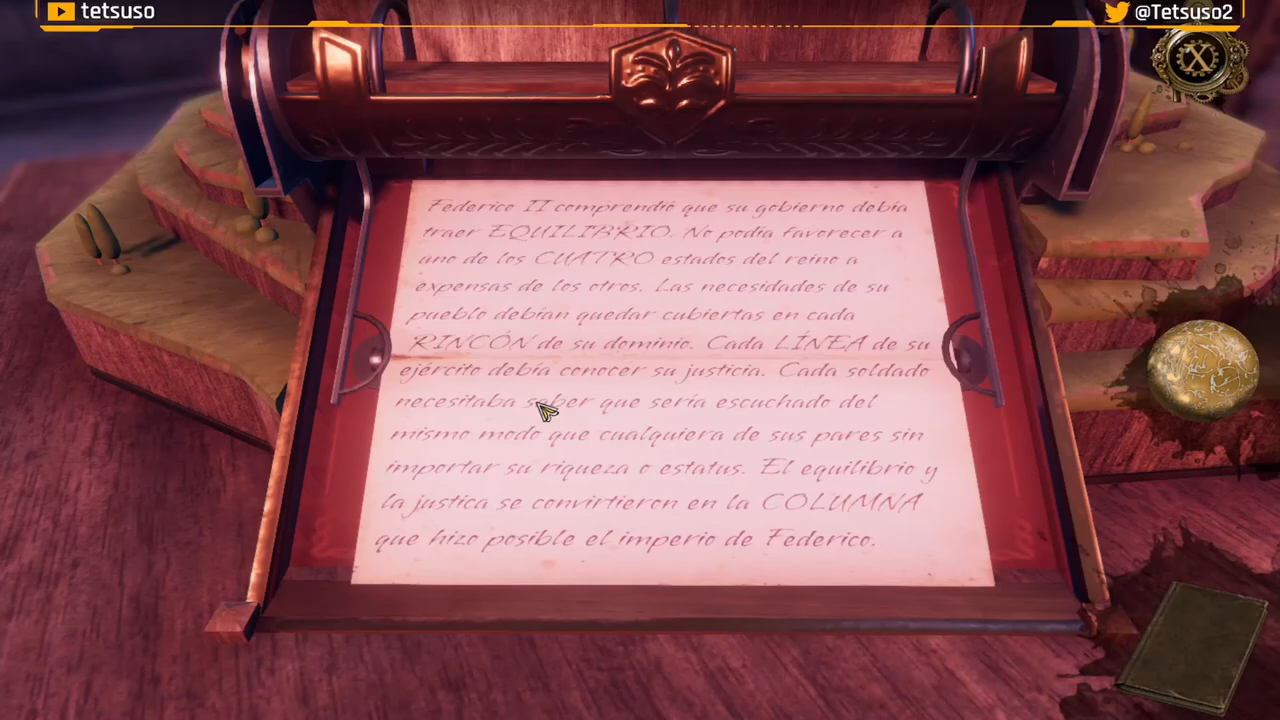 tetsuso
@Tetsuso2
X
Federico II comprendió que su gobierno debía
traer EQUILIBRIO. No podía favorecer a
uno de los CUATRO estados del reino a
expensas de los otros. Las necesidades de su
pueblo debían quedar cubiertas en cada
RINCÓN de su dominio. Cada LÍNEA de su
ejército debía conocer su justicia. Cada soldado
necesitaba saber que sería escuchado del
mismo modo que cualquiera de sus pares sin
importar su riqueza o estatus. El equilibrio y
la justica se convirtieron en la COLUMNA
que hizo posible el imperio de Federico.